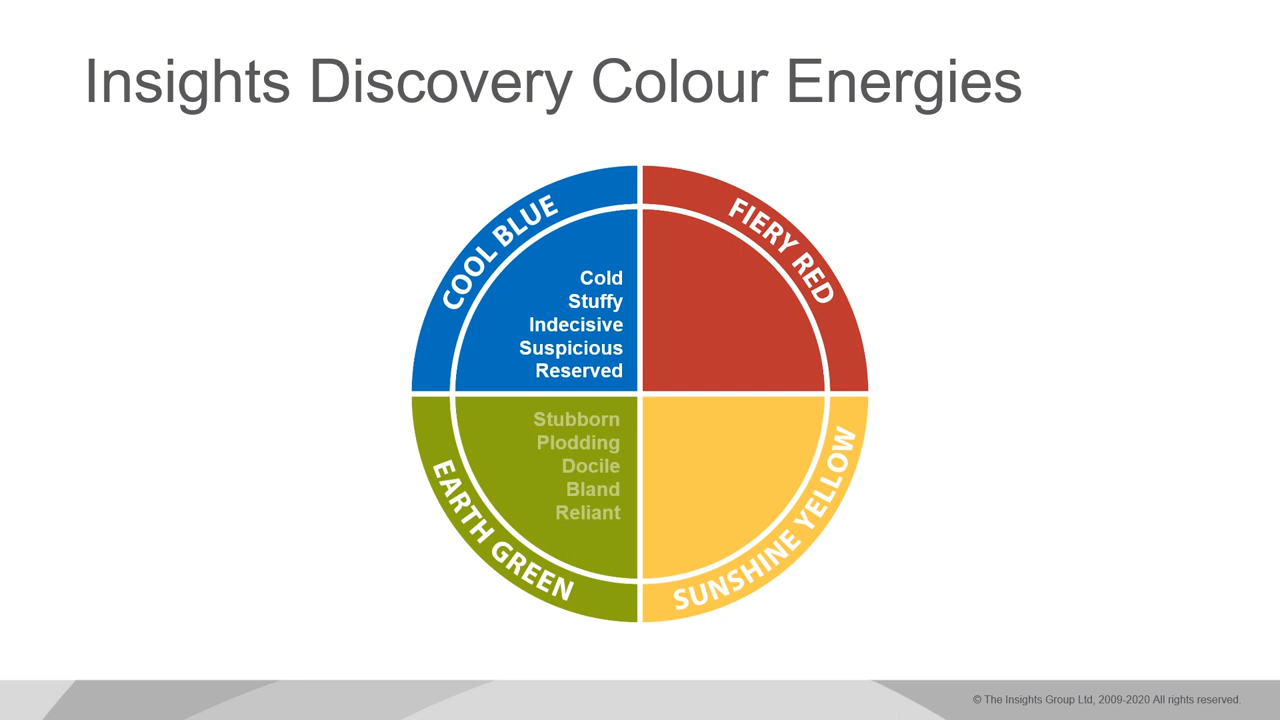 Insights Discovery Colour Energies
COOL BLUE
FIERY RED
Cold
Stuffy
Indecisive
Suspicious
Reserved
Stubborn
Plodding
Docile
Bland
Reliant
EARTH GREEN
SUNSHINE YELLOW
© The Insights Group Ltd, 2009-2020 All rights reserved.